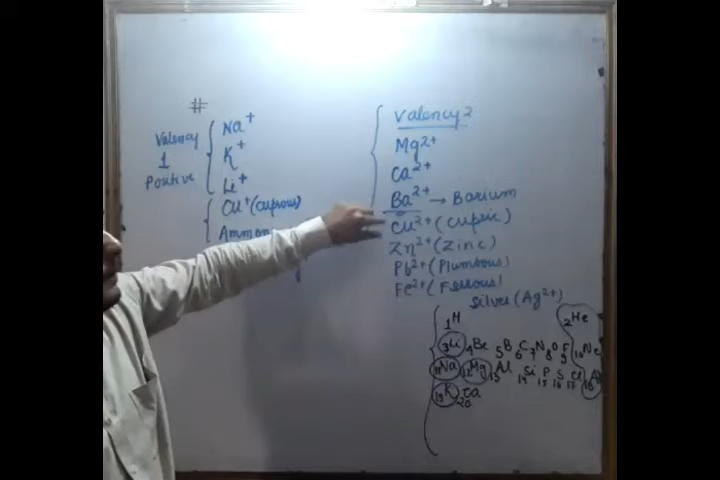 #
Valency
1
Positive
Na+
K+
Li+
Cu+ (cuprous)
Ammon
Valency 2
Mg2+
Ca2+
Ba2+ → Barium
Cu2+ (cupric)
Zn2+ (Zinc)
Pb2+ (Plumbous)
Fe2+ (Ferrous)
Silver (Ag2+)
1H 2He
3Li 4Be 5B 6C 7N 8O 9F 10Ne
11Na 12Mg 13Al 14Si 15P 16S 17Cl 18A
19K 20Ca